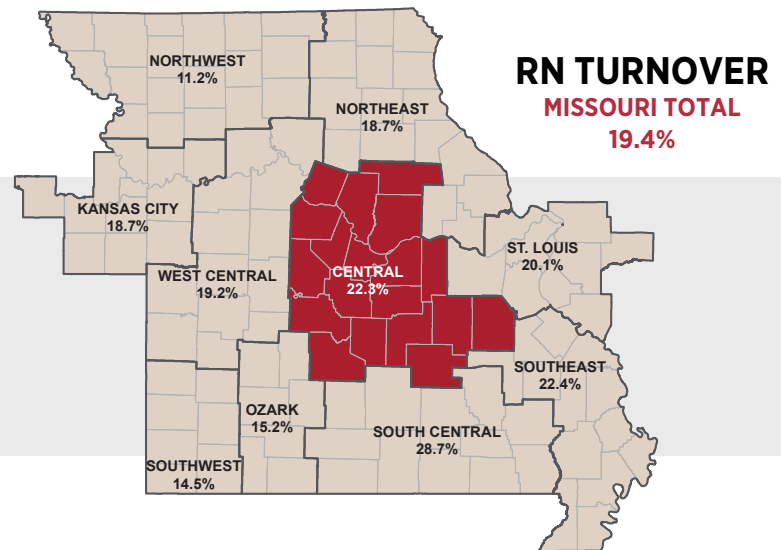 RN TURNOVER
MISSOURI TOTAL
19.4%
NORTHWEST
11.2%
NORTHEAST
18.7%
KANSAS CITY
18.7%
ST. LOUIS
20.1%
WEST CENTRAL
19.2%
CENTRAL
22.3%
SOUTHEAST
22.4%
OZARK
15.2%
SOUTH CENTRAL
28.7%
SOUTHWEST
14.5%